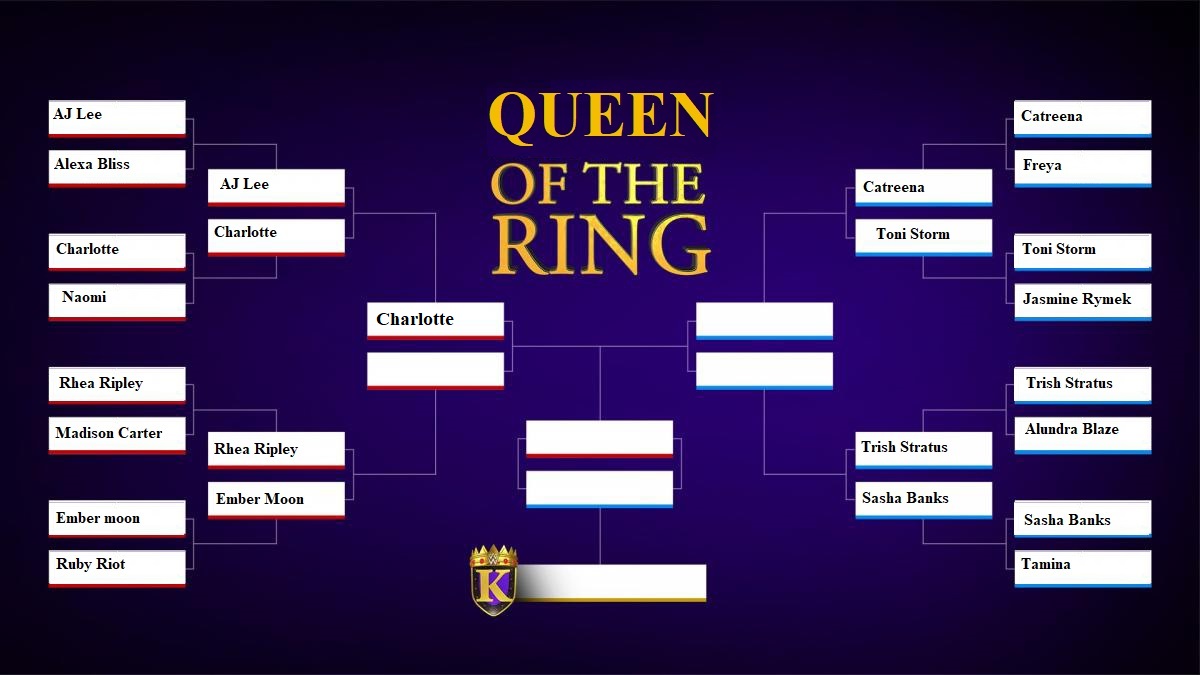 QUEEN
OF THE
RING
AJ Lee
Alexa Bliss
Charlotte
Naomi
Rhea Ripley
Madison Carter
Ember moon
Ruby Riot
AJ Lee
Charlotte
Rhea Ripley
Ember Moon
Charlotte
Catreena
Toni Storm
Trish Stratus
Sasha Banks
Catreena
Freya
Toni Storm
Jasmine Rymek
Trish Stratus
Alundra Blaze
Sasha Banks
Tamina
K